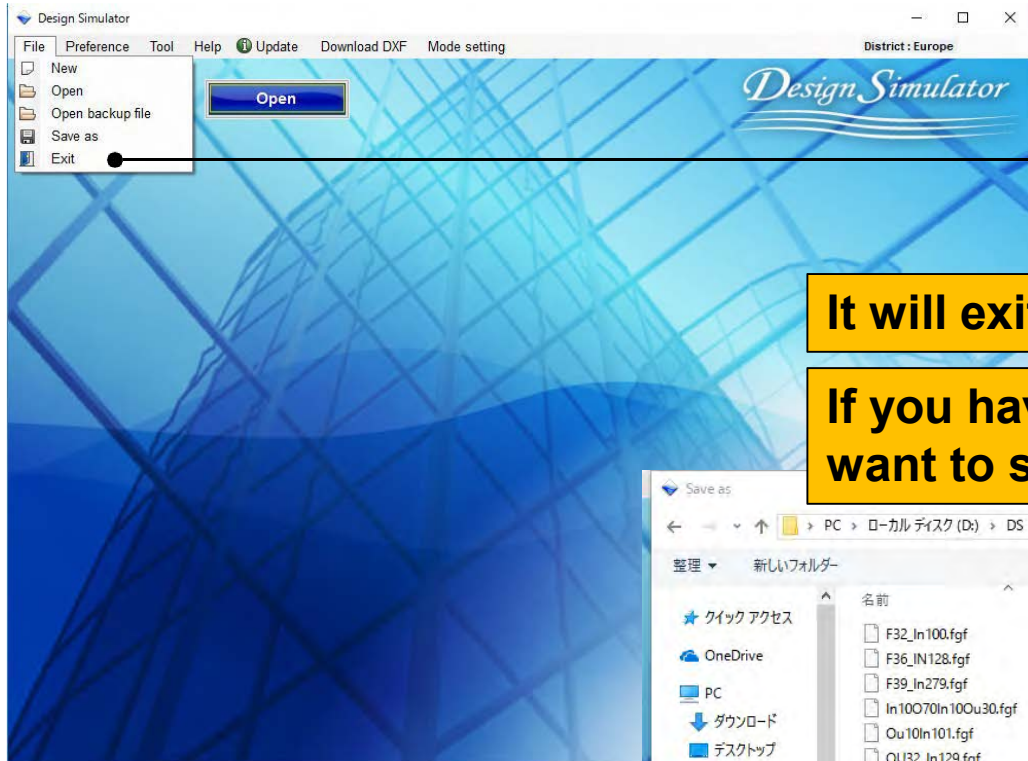 Design Simulator
File Preference Tool Help Update Download DXF Mode setting District : Europe
New
Open
Open backup file
Save as
Exit
Open
Design Simulator
It will exi
If you ha
want to s
Save as
PC › ローカル ディスク (D:) › DS
整理 新しいフォルダー
名前
クイック アクセス
OneDrive
PC
ダウンロード
デスクトップ
F32_In100.fgf
F36_IN128.fgf
F39_In279.fgf
In10O70In10Ou30.fgf
Ou10In101.fgf
OU32_In129.fgf